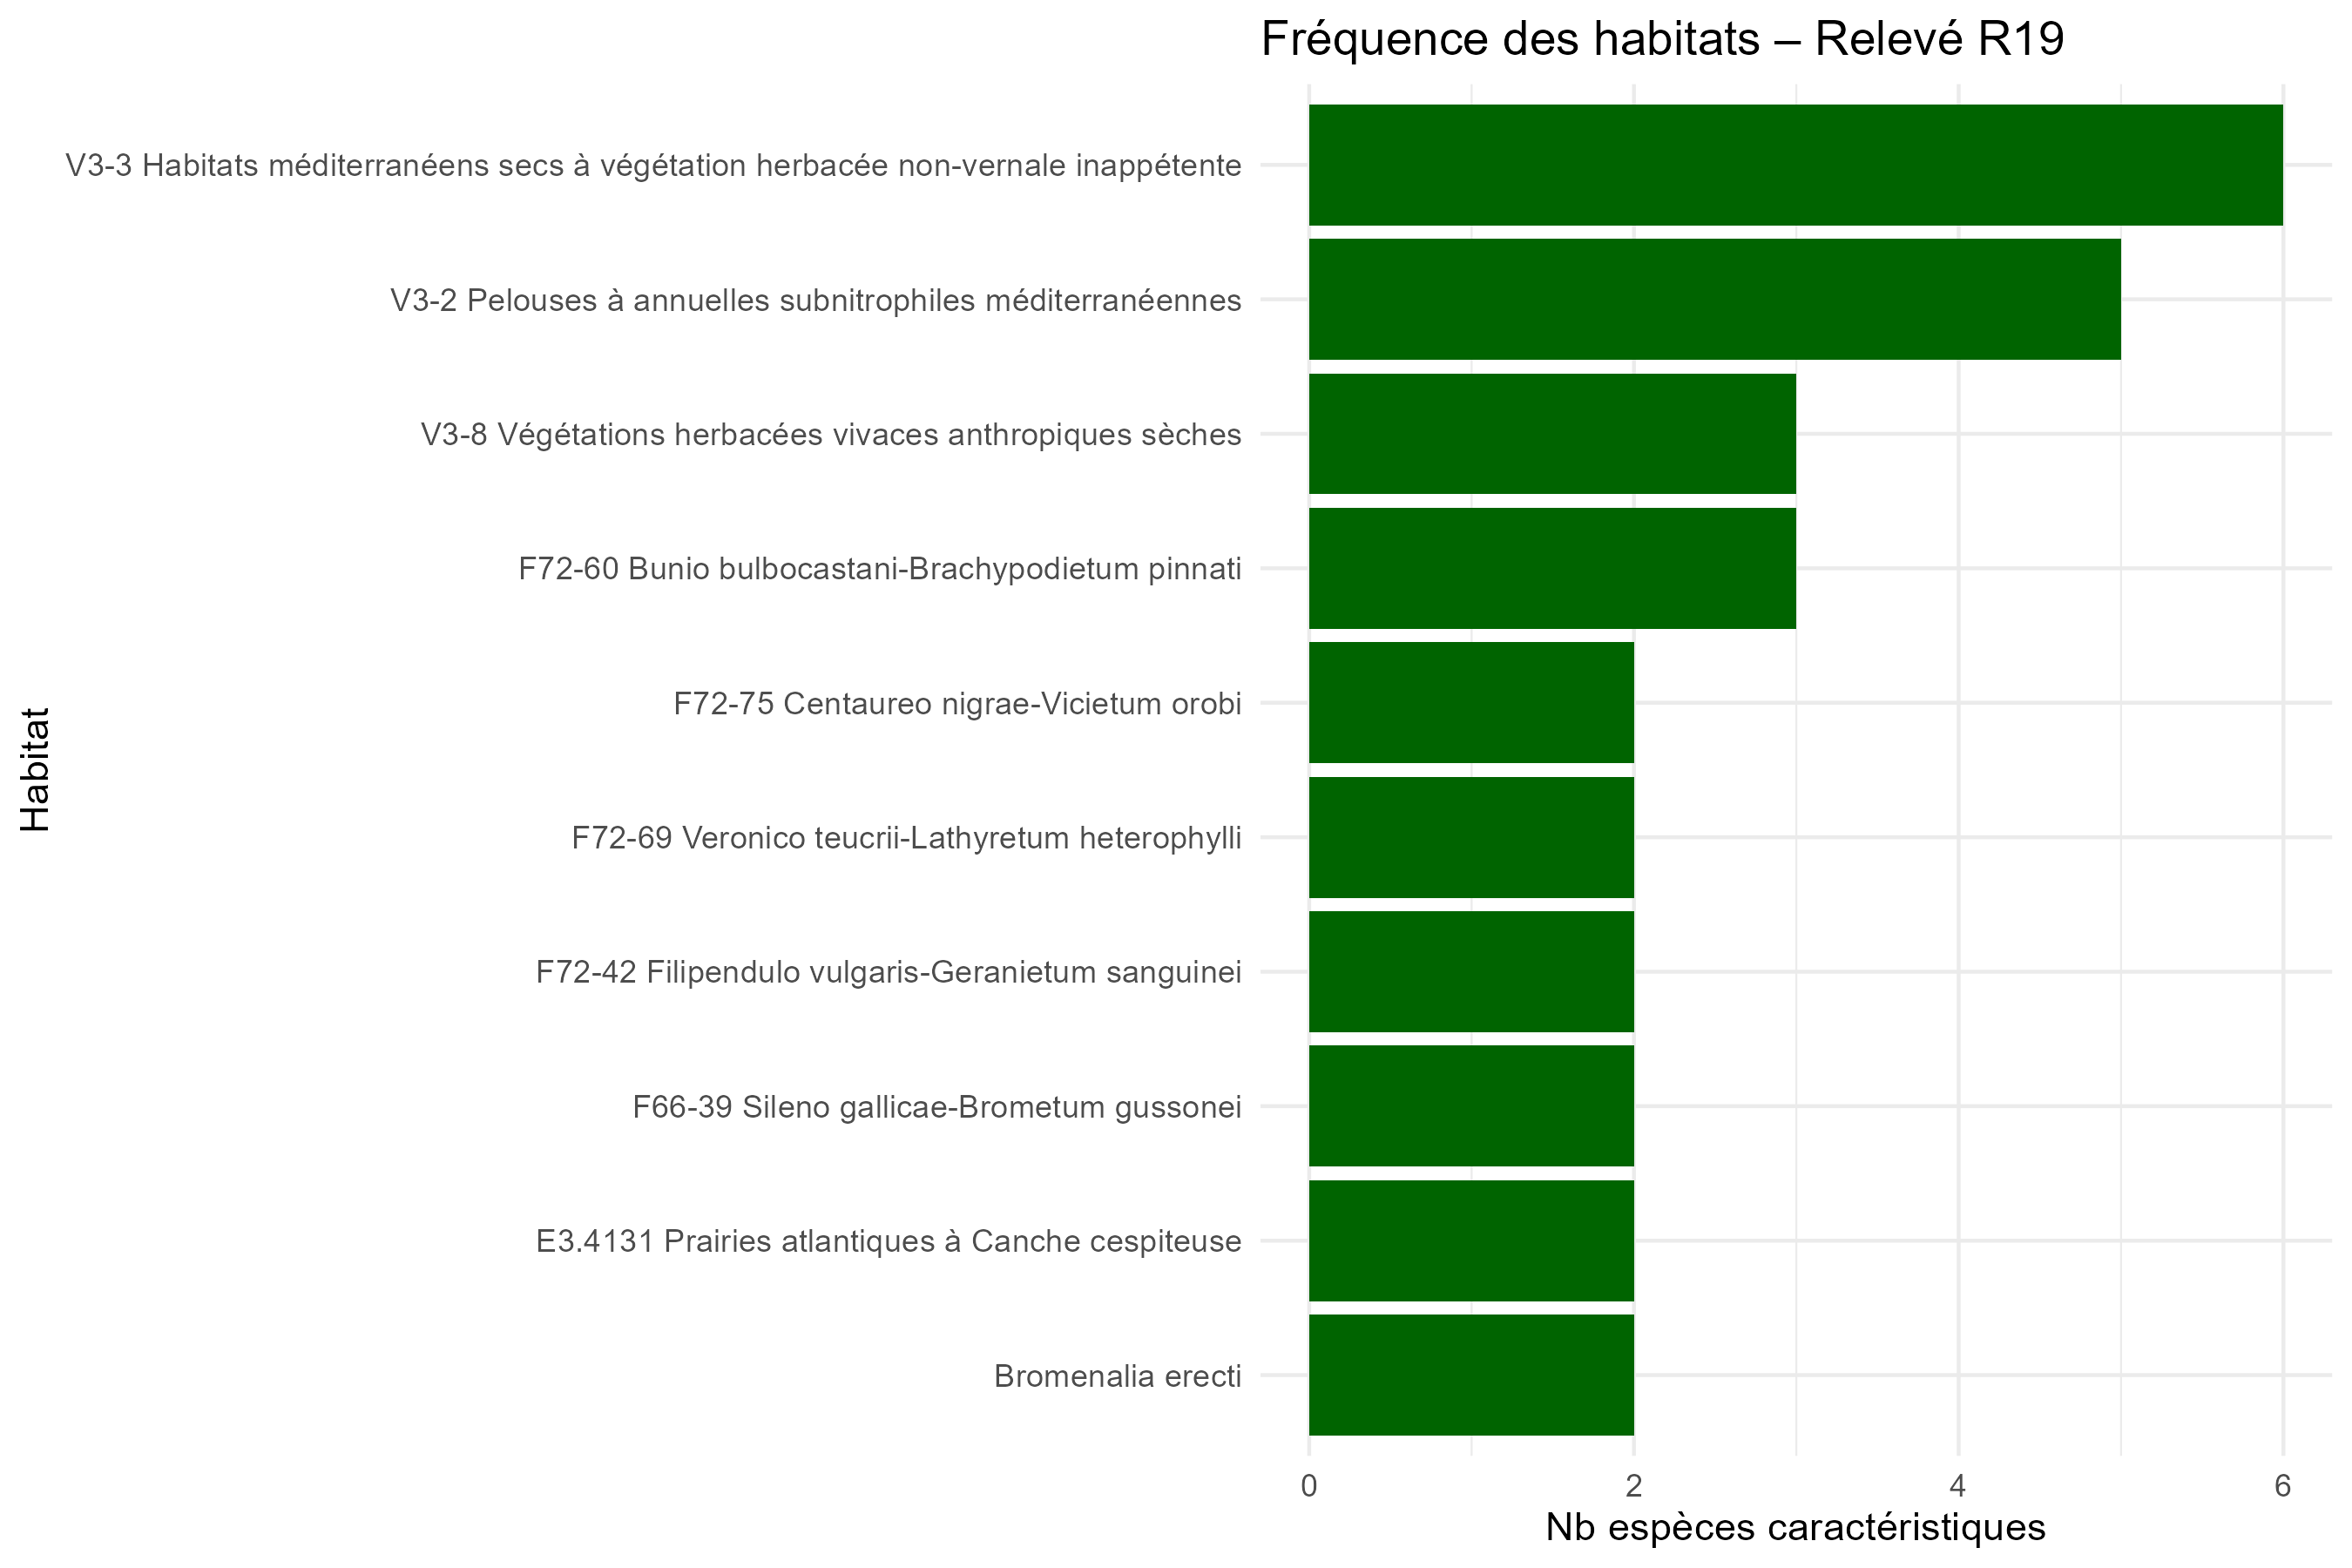 Fréquence des habitats – Relevé R19
V3-3 Habitats méditerranéens secs à végétation herbacée non-vernale inappétente
V3-2 Pelouses à annuelles subnitrophiles méditerranéennes
V3-8 Végétations herbacées vivaces anthropiques sèches
F72-60 Bunio bulbocastani-Brachypodietum pinnati
F72-75 Centaureo nigrae-Vicietum orobi
F72-69 Veronico teucrii-Lathyretum heterophylli
F72-42 Filipendulo vulgaris-Geranietum sanguinei
F66-39 Sileno gallicae-Brometum gussonei
E3.4131 Prairies atlantiques à Canche cespiteuse
Bromenalia erecti
Habitat
0 2 4 6
Nb espèces caractéristiques